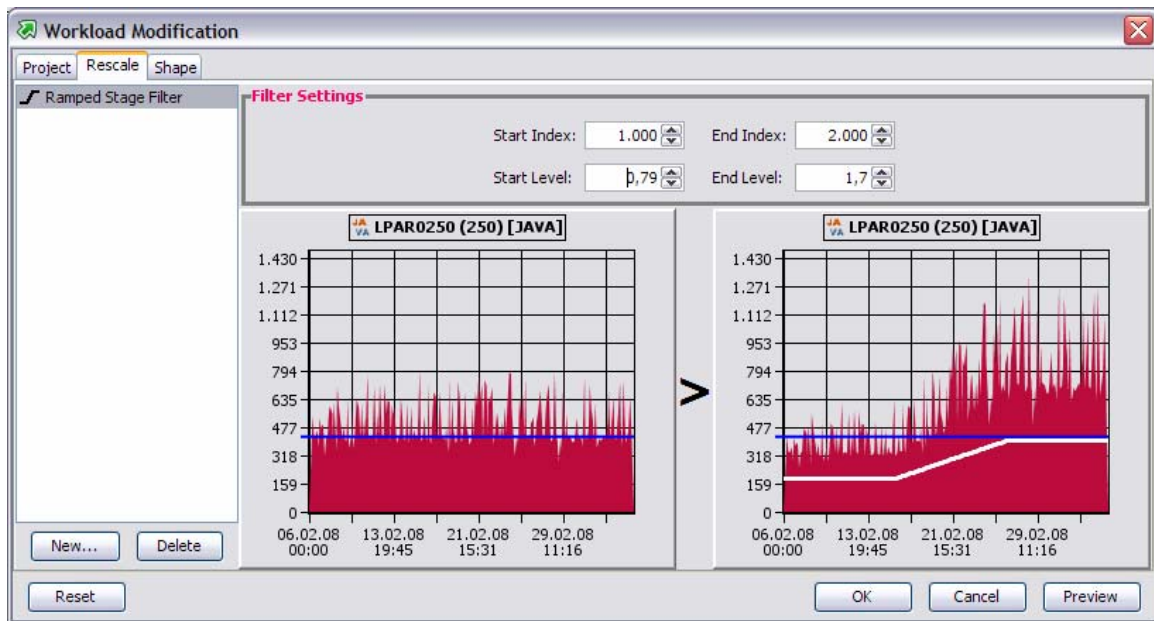 Workload Modification
Project Rescale Shape
Ramped Stage Filter
Filter Settings
Start Index: 1.000 End Index: 2.000
Start Level: 0,79 End Level: 1,7
JA VA LPAR0250 (250) [JAVA]
1.430
1.271
1.112
953
794
635
477
318
159
0
06.02.08 13.02.08 21.02.08 29.02.08
00:00 19:45 15:31 11:16
>
JA VA LPAR0250 (250) [JAVA]
1.430
1.271
1.112
953
794
635
477
318
159
0
06.02.08 13.02.08 21.02.08 29.02.08
00:00 19:45 15:31 11:16
New... Delete
Reset OK Cancel Preview